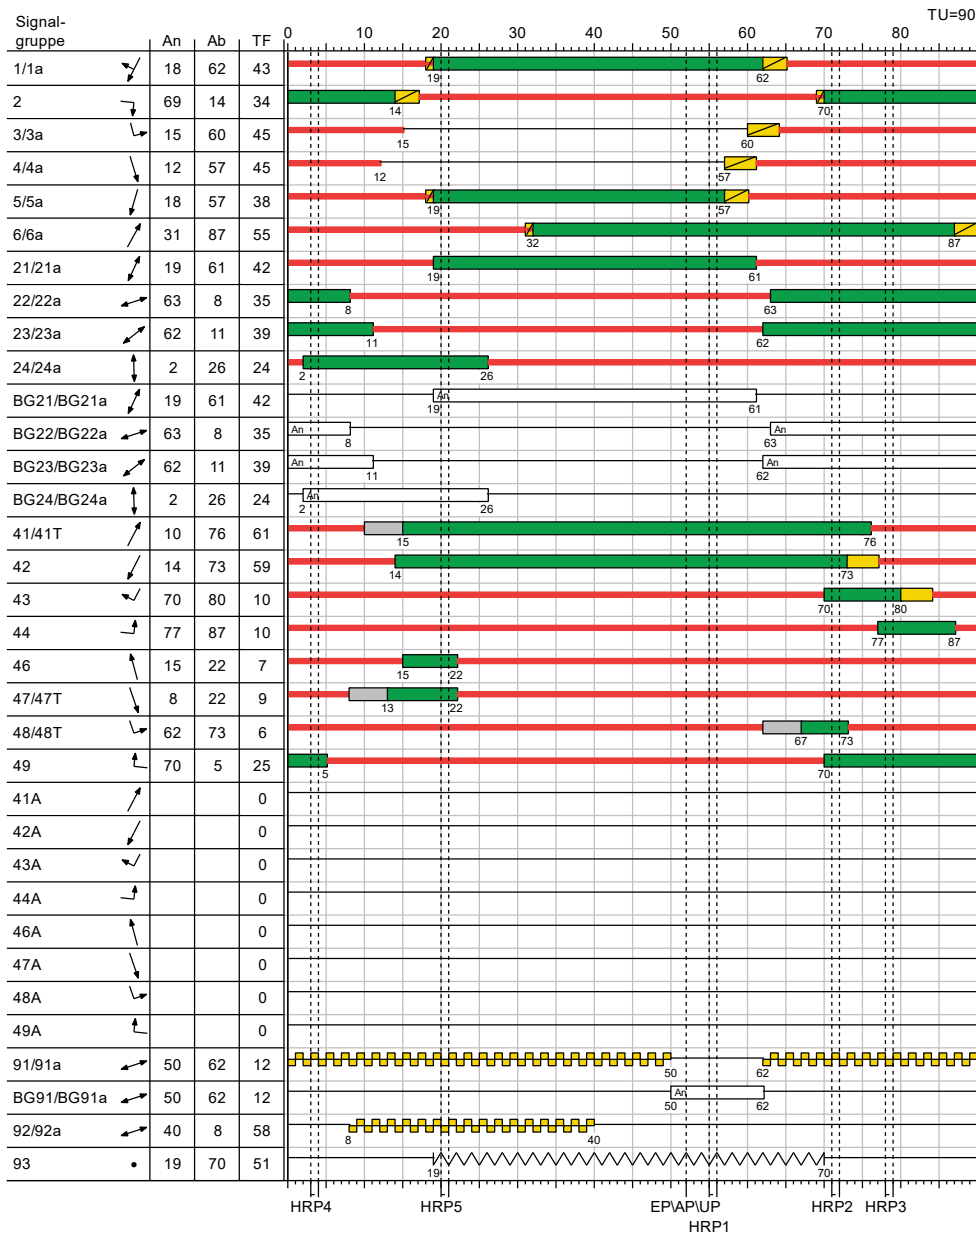 TU=90
Signal-
gruppe An Ab TF 0 10 20 30 40 50 60 70 80
1/1a 18 62 43
19 62
2 69 14 34
14 70
3/3a 15 60 45
15 60
4/4a 12 57 45
12 57
5/5a 18 57 38
19 57
6/6a 31 87 55
32 87
21/21a 19 61 42
19 61
22/22a 63 8 35
8 63
23/23a 62 11 39
11 62
24/24a 2 26 24
2 26
BG21/BG21a 19 61 42 An
19 61
BG22/BG22a 63 8 35 An An
8 63
BG23/BG23a 62 11 39 An An
11 62
BG24/BG24a 2 26 24 An
2 26
41/41T 10 76 61
15 76
42 14 73 59
14 73
43 70 80 10
70 80
44 77 87 10
77 87
46 15 22 7
15 22
47/47T 8 22 9
13 22
48/48T 62 73 6
67 73
49 70 5 25
5 70
41A 0
42A 0
43A 0
44A 0
46A 0
47A 0
48A 0
49A 0
91/91a 50 62 12
50 62
BG91/BG91a 50 62 12 An
50 62
92/92a 40 8 58
8 40
93 19 70 51
19 70
HRP4 HRP5 EP\AP\UP HRP2 HRP3
HRP1